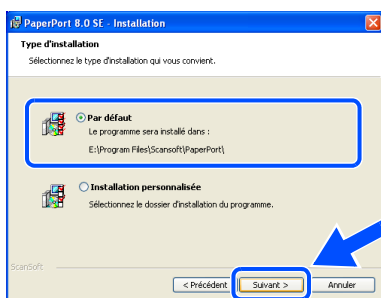 PaperPort 8.0 SE - Installation
Type d'installation
Sélectionnez le type d'installation qui vous convient.
Par défaut
Le programme sera installé dans :
E:\Program Files\Scansoft\PaperPort\
Installation personnalisée
Sélectionnez le dossier d'installation du programme.
ScanSoft
< Précédent Suivant > Annuler